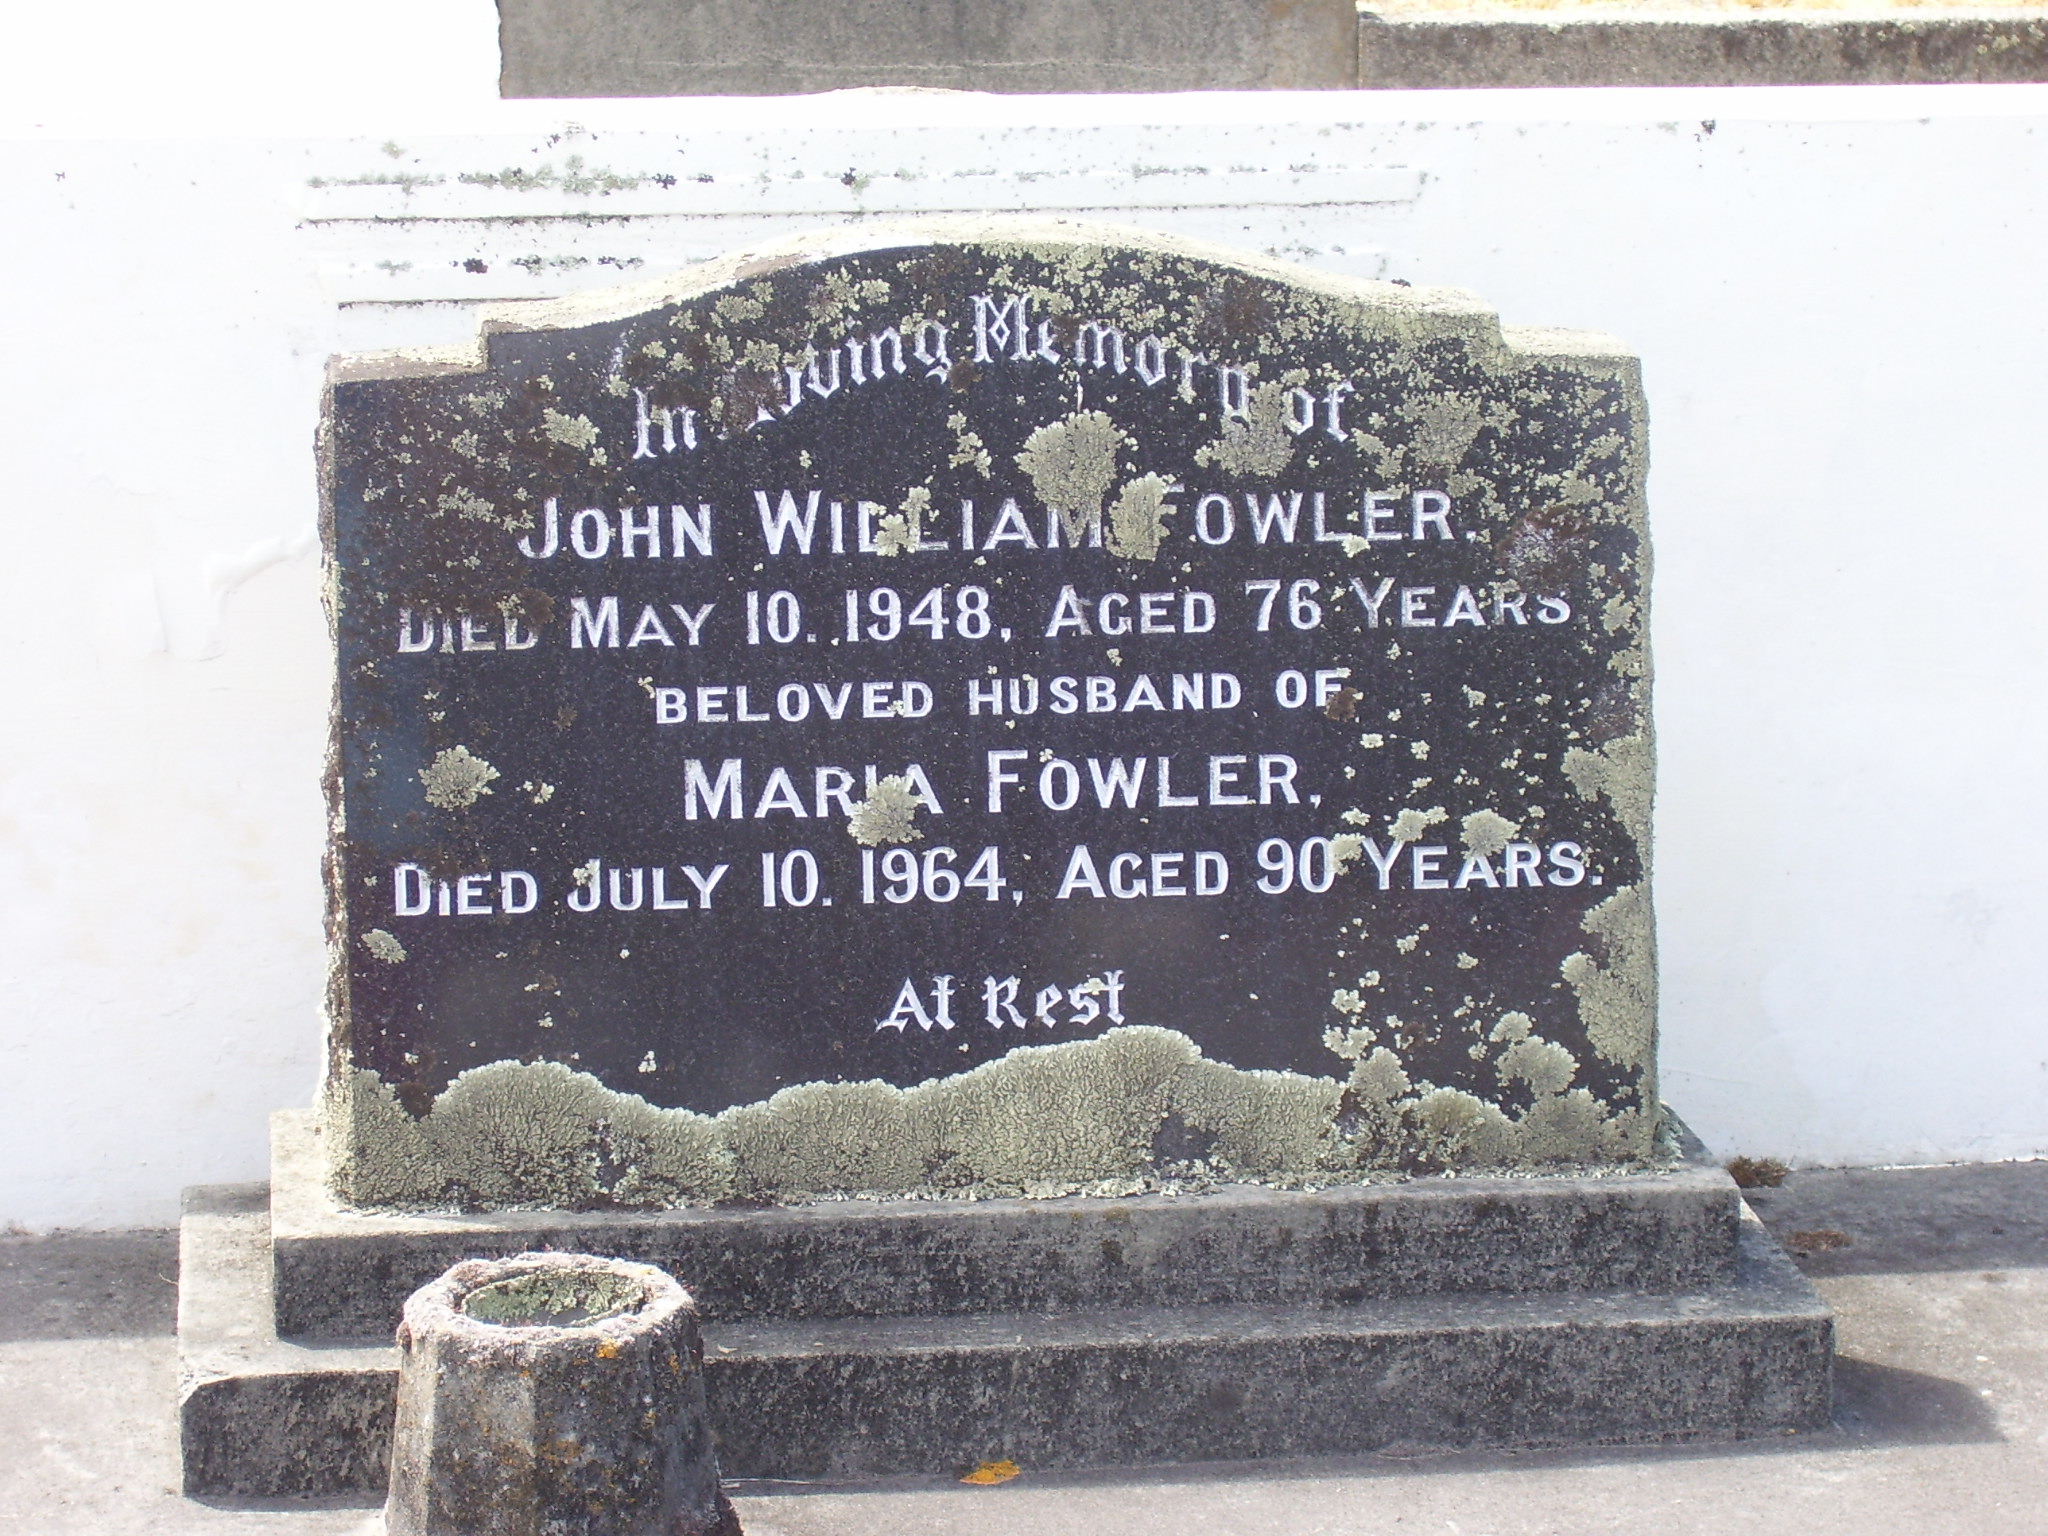 In Loving Memory of
JOHN WILLIAM FOWLER,
DIED MAY 10. 1948, AGED 76 YEARS
BELOVED HUSBAND OF
MARIA FOWLER,
DIED JULY 10. 1964, AGED 90 YEARS.
At Rest